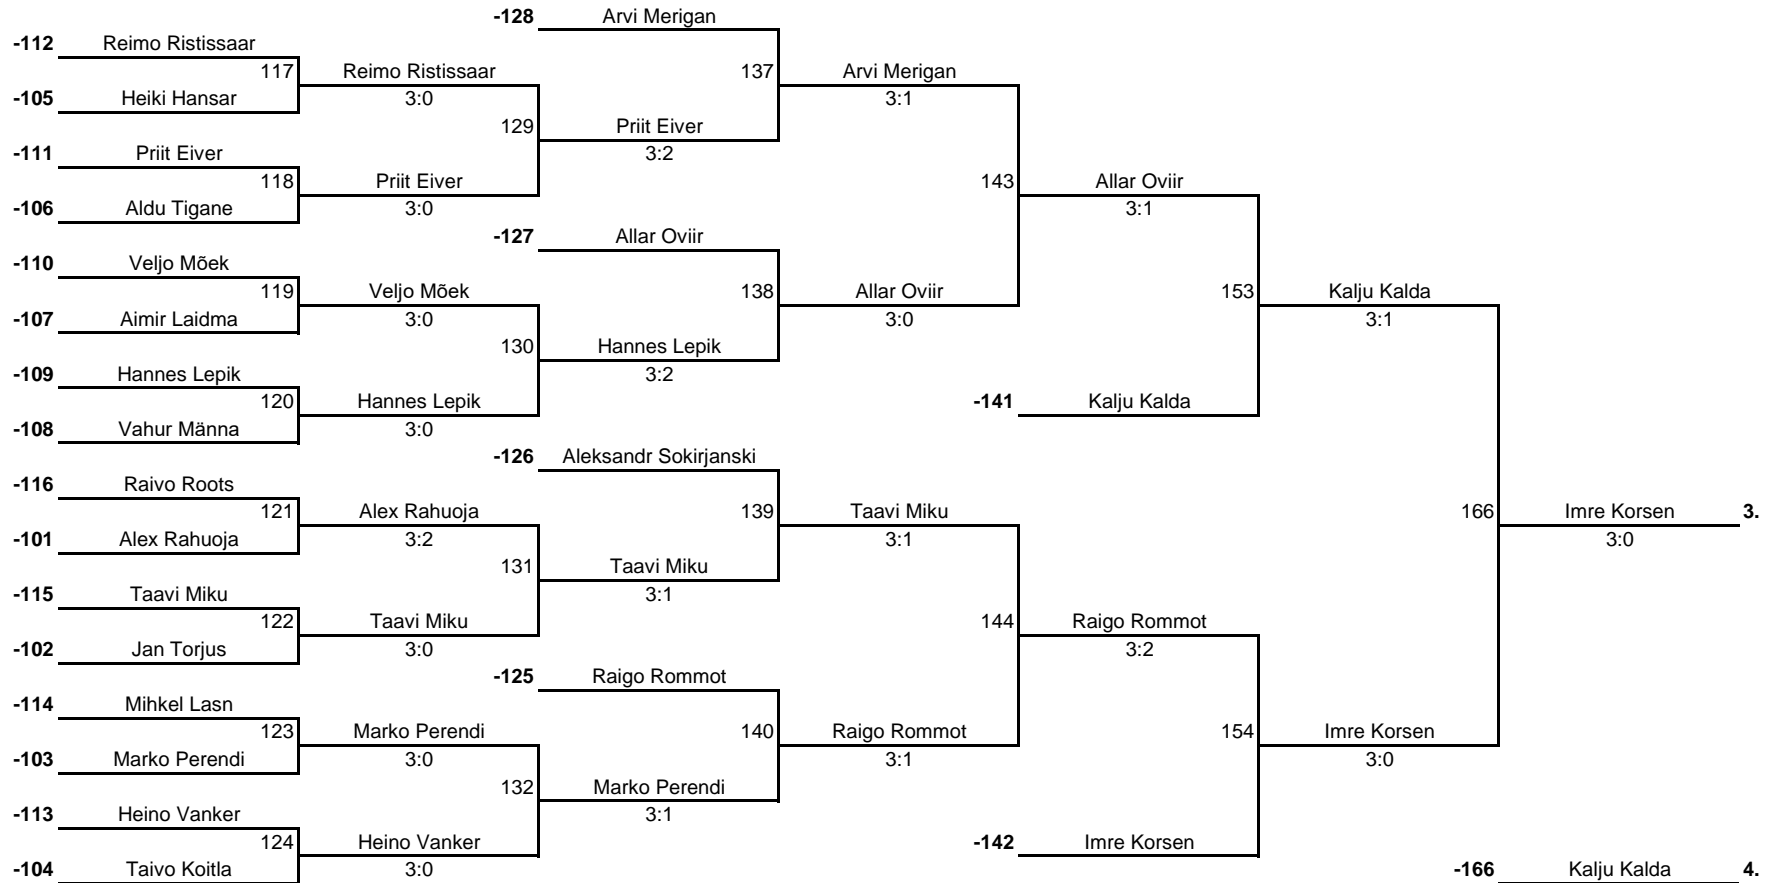 -128 Arvi Merigan
-112 Reimo Ristissaar
117 Reimo Ristissaar 137 Arvi Merigan
-105 Heiki Hansar 3:0 3:1
129 Priit Eiver
-111 Priit Eiver 3:2
118 Priit Eiver 143 Allar Oviir
-106 Aldu Tigane 3:0 3:1
-127 Allar Oviir
-110 Veljo Mõek
119 Veljo Mõek 138 Allar Oviir 153 Kalju Kalda
-107 Aimir Laidma 3:0 3:0 3:1
130 Hannes Lepik
-109 Hannes Lepik 3:2
120 Hannes Lepik -141 Kalju Kalda
-108 Vahur Männa 3:0
-126 Aleksandr Sokirjanski
-116 Raivo Roots
121 Alex Rahuoja 139 Taavi Miku 166 Imre Korsen 3.
-101 Alex Rahuoja 3:2 3:1 3:0
131 Taavi Miku
-115 Taavi Miku 3:1
122 Taavi Miku 144 Raigo Rommot
-102 Jan Torjus 3:0 3:2
-125 Raigo Rommot
-114 Mihkel Lasn
123 Marko Perendi 140 Raigo Rommot 154 Imre Korsen
-103 Marko Perendi 3:0 3:1 3:0
132 Marko Perendi
-113 Heino Vanker 3:1
124 Heino Vanker -142 Imre Korsen
-104 Taivo Koitla 3:0 -166 Kalju Kalda 4.